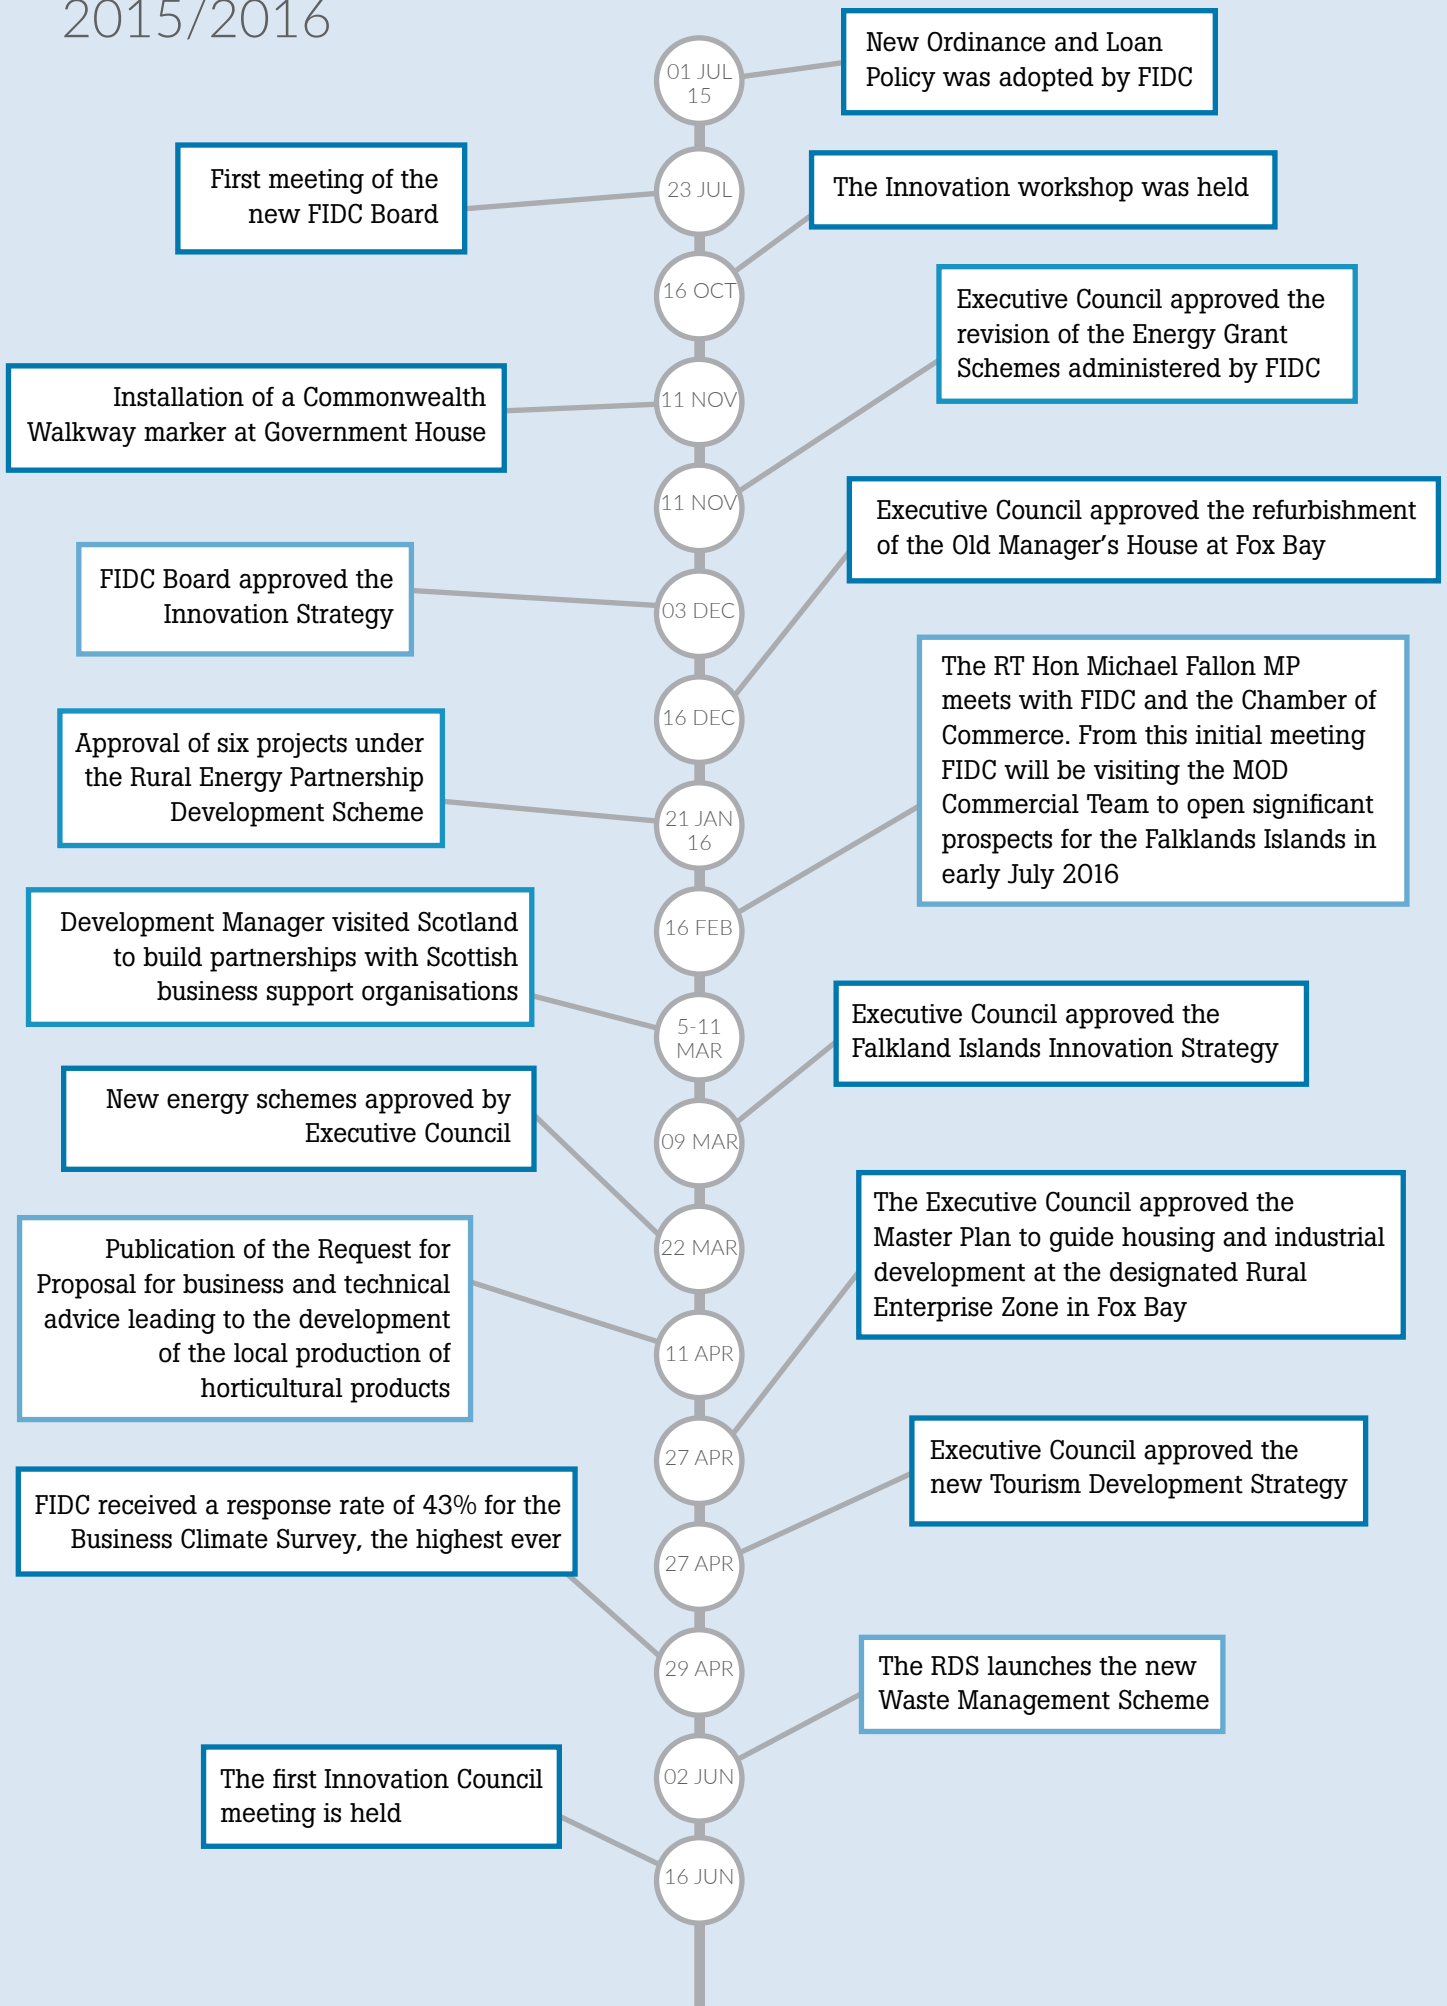 2015/2016
01 JUL
15
New Ordinance and Loan
Policy was adopted by FIDC
23 JUL
First meeting of the
new FIDC Board
16 OCT
The Innovation workshop was held
11 NOV
Installation of a Commonwealth
Walkway marker at Government House
11 NOV
Executive Council approved the
revision of the Energy Grant
Schemes administered by FIDC
03 DEC
FIDC Board approved the
Innovation Strategy
16 DEC
Executive Council approved the refurbishment
of the Old Manager's House at Fox Bay
21 JAN
16
Approval of six projects under
the Rural Energy Partnership
Development Scheme
16 FEB
The RT Hon Michael Fallon MP
meets with FIDC and the Chamber of
Commerce. From this initial meeting
FIDC will be visiting the MOD
Commercial Team to open significant
prospects for the Falklands Islands in
early July 2016
5-11
MAR
Development Manager visited Scotland
to build partnerships with Scottish
business support organisations
09 MAR
Executive Council approved the
Falkland Islands Innovation Strategy
22 MAR
New energy schemes approved by
Executive Council
11 APR
Publication of the Request for
Proposal for business and technical
advice leading to the development
of the local production of
horticultural products
27 APR
The Executive Council approved the
Master Plan to guide housing and industrial
development at the designated Rural
Enterprise Zone in Fox Bay
27 APR
Executive Council approved the
new Tourism Development Strategy
29 APR
FIDC received a response rate of 43% for the
Business Climate Survey, the highest ever
02 JUN
The RDS launches the new
Waste Management Scheme
16 JUN
The first Innovation Council
meeting is held